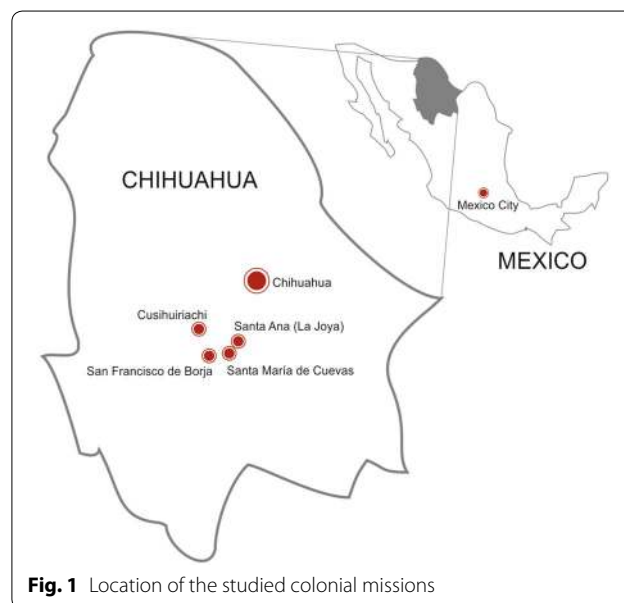 CHIHUAHUA
Mexico City
MEXICO
Chihuahua
Cusihuiriachi
Santa Ana (La Joya)
San Francisco de Borja
Santa María de Cuevas
Fig. 1 Location of the studied colonial missions